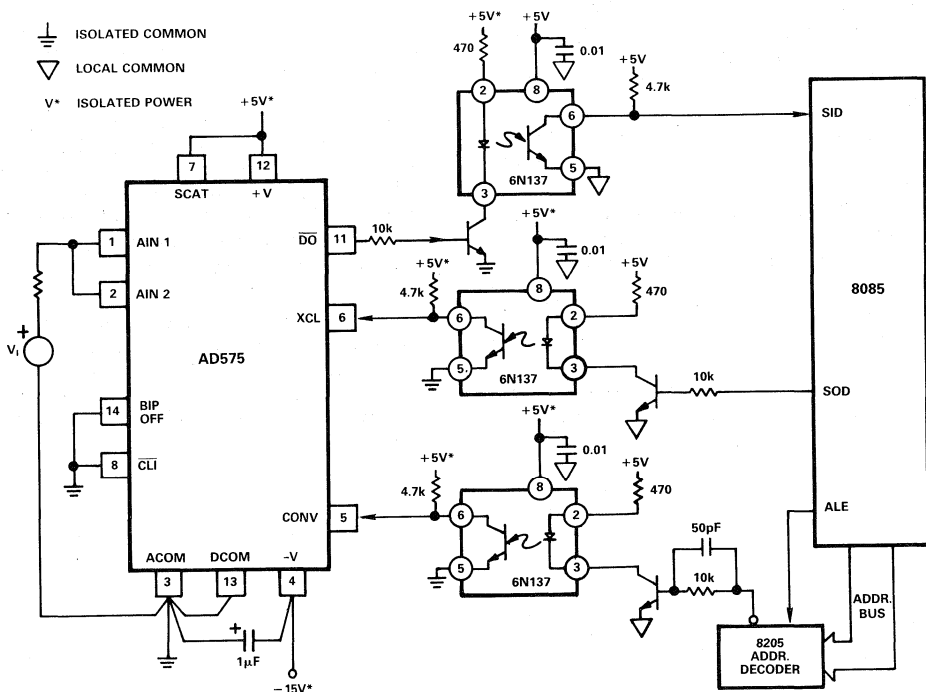 ISOLATED COMMON
LOCAL COMMON
V* ISOLATED POWER
+5V*
7
12
SCAT
+V
1
AIN 1
2
AIN 2
+
Vi
14
BIP
OFF
8
CLI
AD575
DO
11
10k
XCL
6
CONV
5
ACOM
DCOM
-V
3
13
4
+
1μF
-15V*
+5V*
+5V
470
0.01
2
8
6
5
3
6N137
+5V
4.7k
+5V*
0.01
+5V*
4.7k
8
+5V
470
6
2
5.
3
6N137
10k
+5V*
0.01
+5V*
4.7k
8
+5V
470
6
2
5
3
6N137
50pF
10k
SID
8085
SOD
ALE
ADDR.
BUS
8205
ADDR.
DECODER